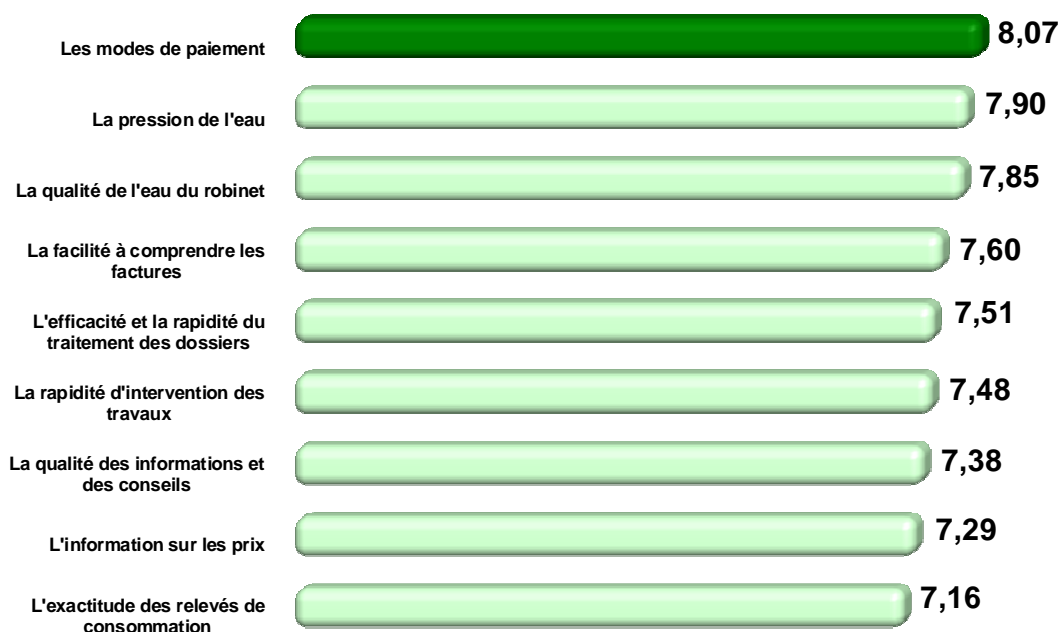 Les modes de paiement
8,07
La pression de l'eau
7,90
La qualité de l'eau du robinet
7,85
La facilité à comprendre les
factures
7,60
L'efficacité et la rapidité du
traitement des dossiers
7,51
La rapidité d'intervention des
travaux
7,48
La qualité des informations et
des conseils
7,38
L'information sur les prix
7,29
L'exactitude des relevés de
consommation
7,16